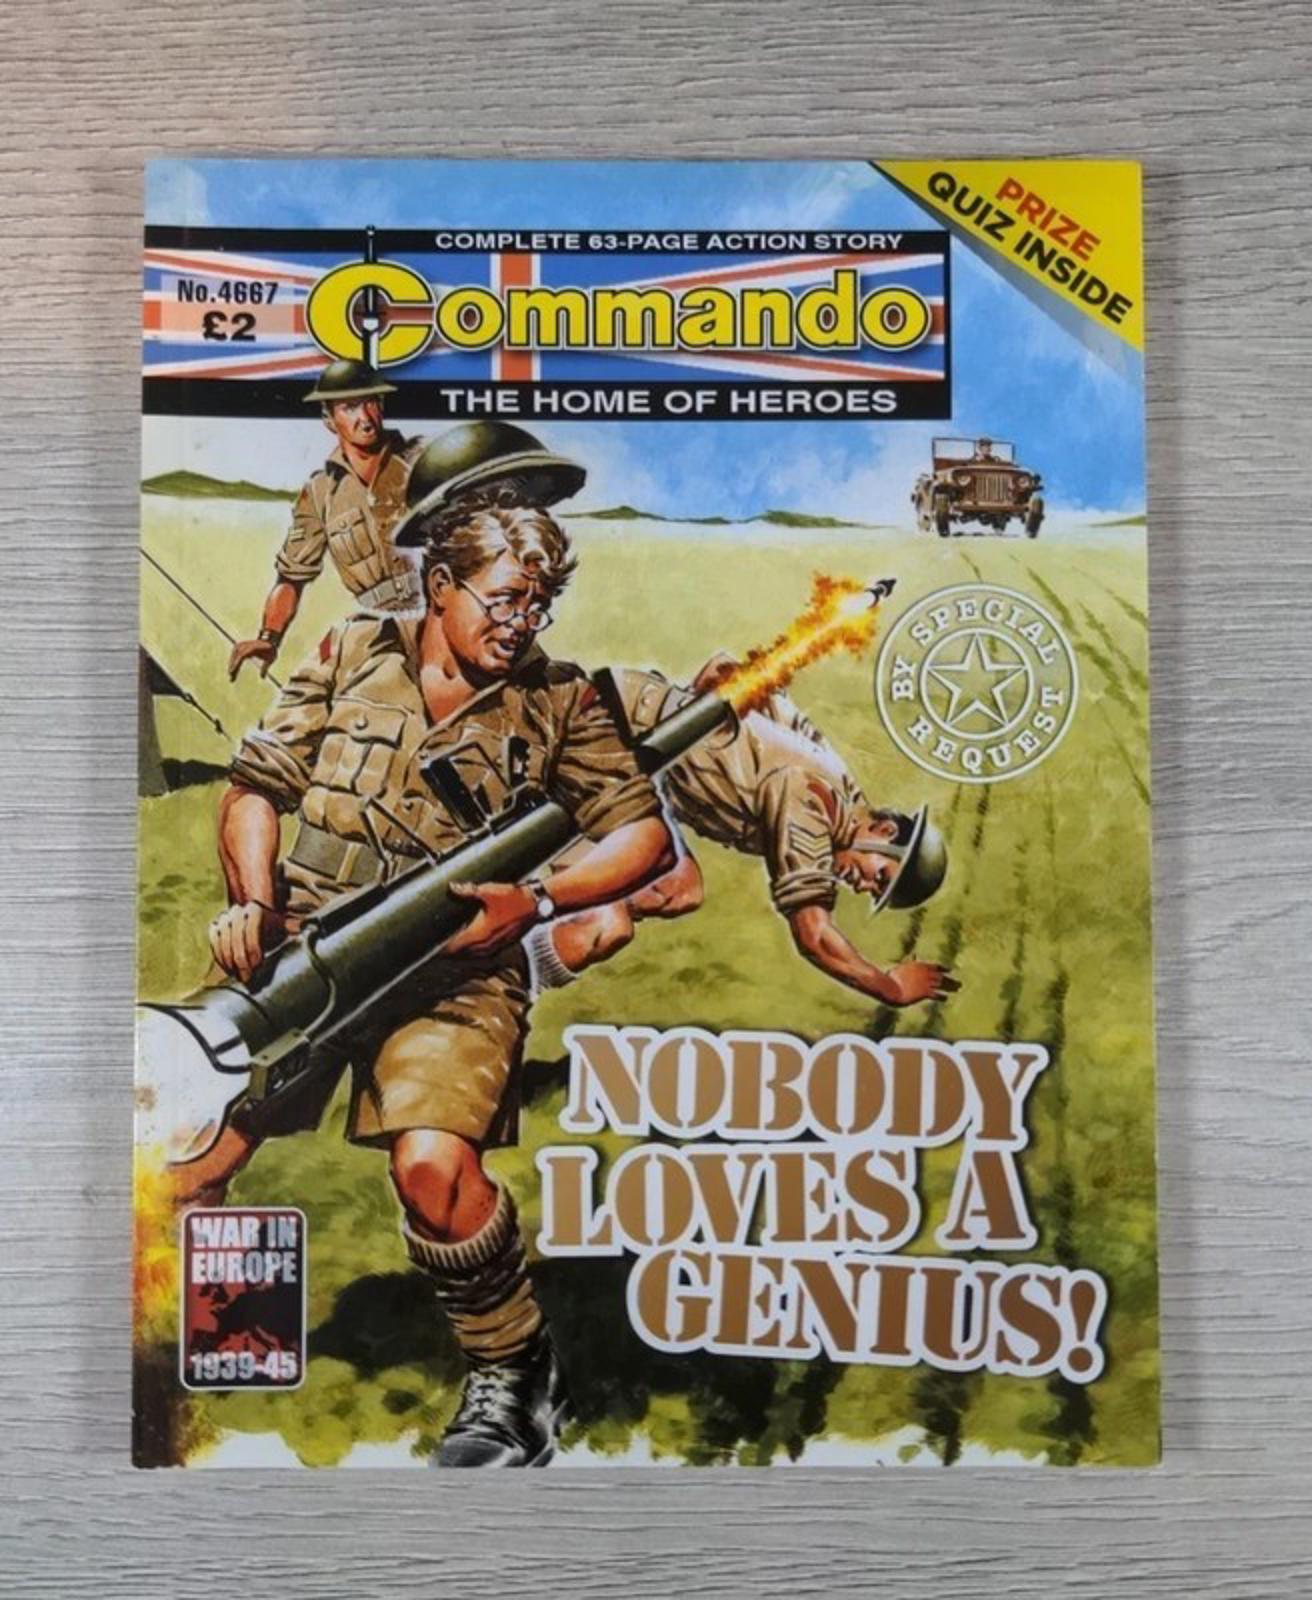 PRIZE
QUIZ INSIDE
COMPLETE 63-PAGE ACTION STORY
No.4667
£2
Commando
THE HOME OF HEROES
BY SPECIAL REQUEST
NOBODY
LOVES A
GENIUS!
WAR IN
EUROPE
1939-45